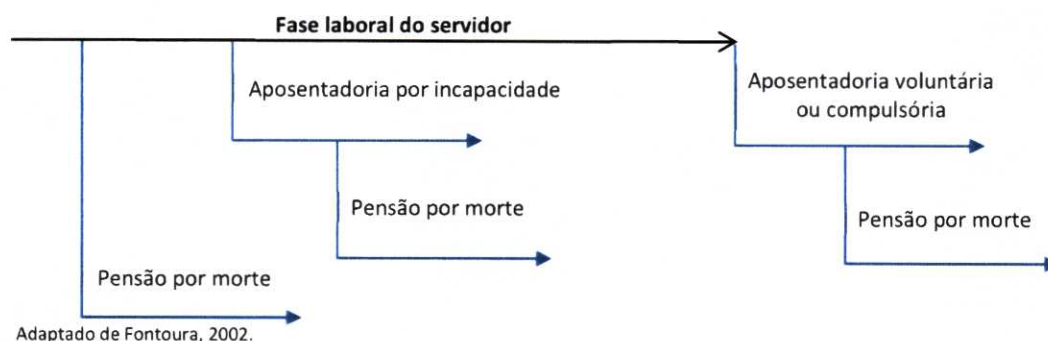 Fase laboral do servidor
Aposentadoria por incapacidade
Aposentadoria voluntária
ou compulsória
Pensão por morte
Pensão por morte
Pensão por morte
Adaptado de Fontoura, 2002.